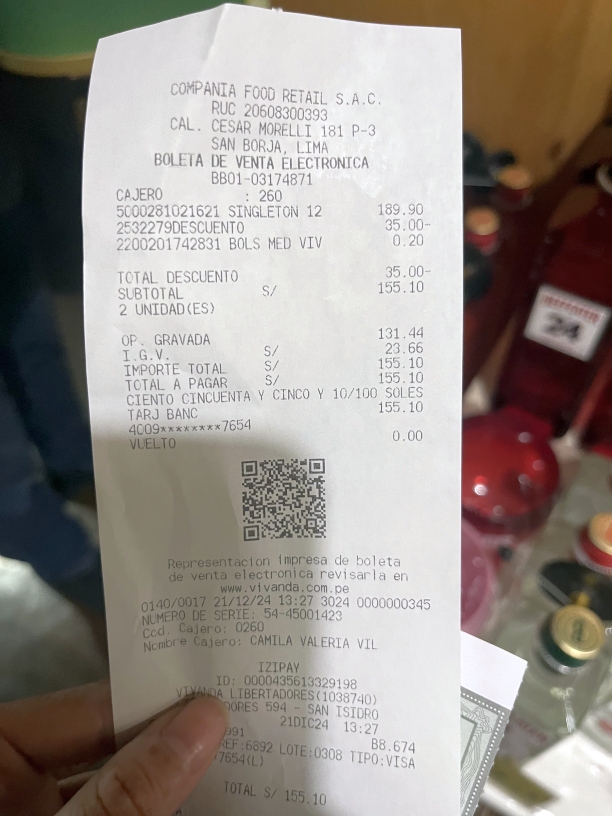 COMPANIA FOOD RETAIL S.A.C.
RUC 20608300393
CAL. CESAR MORELLI 181 P-3
SAN BORJA, LIMA
BOLETA DE VENTA ELECTRONICA
BB01-03174871
CAJERO : 260
5000281021621 SINGLETON 12 189.90
2532279DESCUENTO 35.00-
2200201742831 BOLS MED VIV 0.20
TOTAL DESCUENTO 35.00-
SUBTOTAL S/ 155.10
2 UNIDAD(ES)
OP. GRAVADA 131.44
I.G.V. S/ 23.66
IMPORTE TOTAL S/ 155.10
TOTAL A PAGAR S/ 155.10
CIENTO CINCUENTA Y CINCO Y 10/100 SOLES
TARJ BANC 155.10
4009********7654
VUELTO 0.00
Representacion impresa de boleta
de venta electronica revisarla en
www.vivanda.com.pe
0140/0017 21/12/24 13:27 3024 0000000345
NUMERO DE SERIE: 54-45001423
Cod. Cajero: 0260
Nombre Cajero: CAMILA VALERIA VIL
IZIPAY
ID: 0000435613329198
VIVANDA LIBERTADORES(1038740)
DORES 594 - SAN ISIDRO
21DIC24 13:27
991 B8.674
REF:6892 LOTE:0308 TIPO:VISA
7654(L)
TOTAL S/ 155.10
24